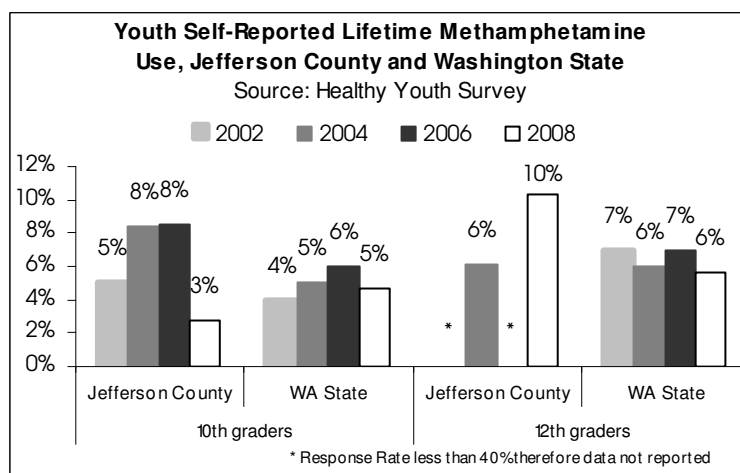 Youth Self-Reported Lifetime Methamphetamine
Use, Jefferson County and Washington State
Source: Healthy Youth Survey
2002 2004 2006 2008
12%
10%
8%
6%
4%
2%
0%
5% 8% 8% 3%
4% 5% 6% 5%
* 6% * 10%
7% 6% 7% 6%
Jefferson County WA State Jefferson County WA State
10th graders 12th graders
* Response Rate less than 40%therefore data not reported